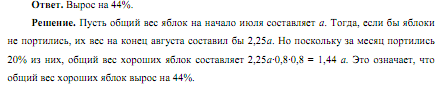 Ответ. Вырос на 44%.
Решение. Пусть общий вес яблок на начало июля составляет a. Тогда, если бы яблоки
не портились, их вес на конец августа составил бы 2,25a. Но поскольку за месяц портились
20% из них, общий вес хороших яблок составляет 2,25a·0,8·0,8 = 1,44 a. Это означает, что
общий вес хороших яблок вырос на 44%.